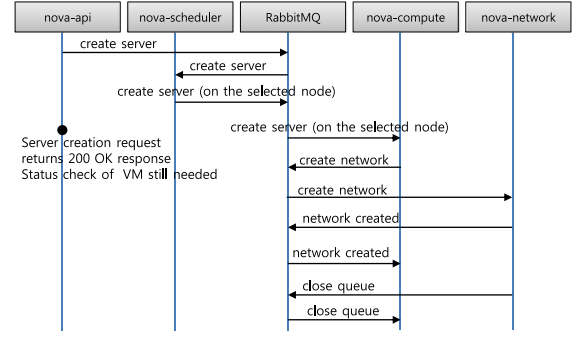 nova-api
nova-scheduler
RabbitMQ
nova-compute
nova-network
create server
create server
create server (on the selected node)
create server (on the selected node)
Server creation request
returns 200 OK response
Status check of VM still needed
create network
create network
network created
network created
close queue
close queue